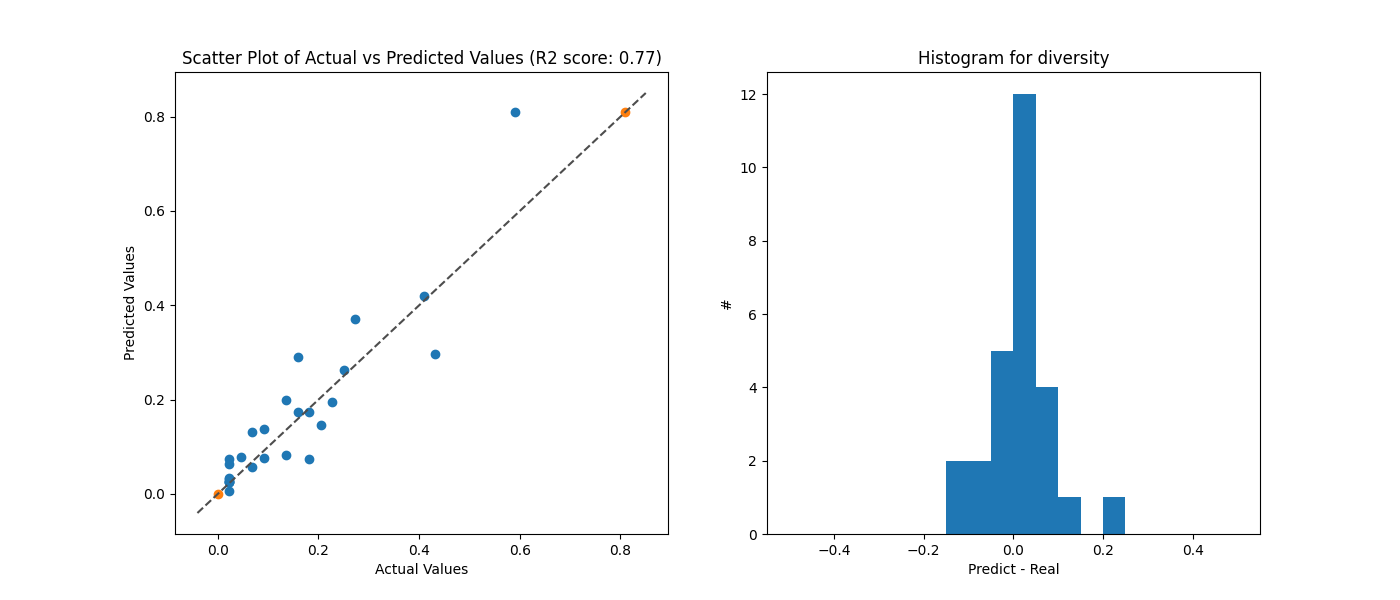 Scatter Plot of Actual vs Predicted Values (R2 score: 0.77)
0.8
0.6
0.4
0.2
0.0
Predicted Values
0.0 0.2 0.4 0.6 0.8
Actual Values
Histogram for diversity
12
10
8
6
4
2
0
#
−0.4 −0.2 0.0 0.2 0.4
Predict - Real